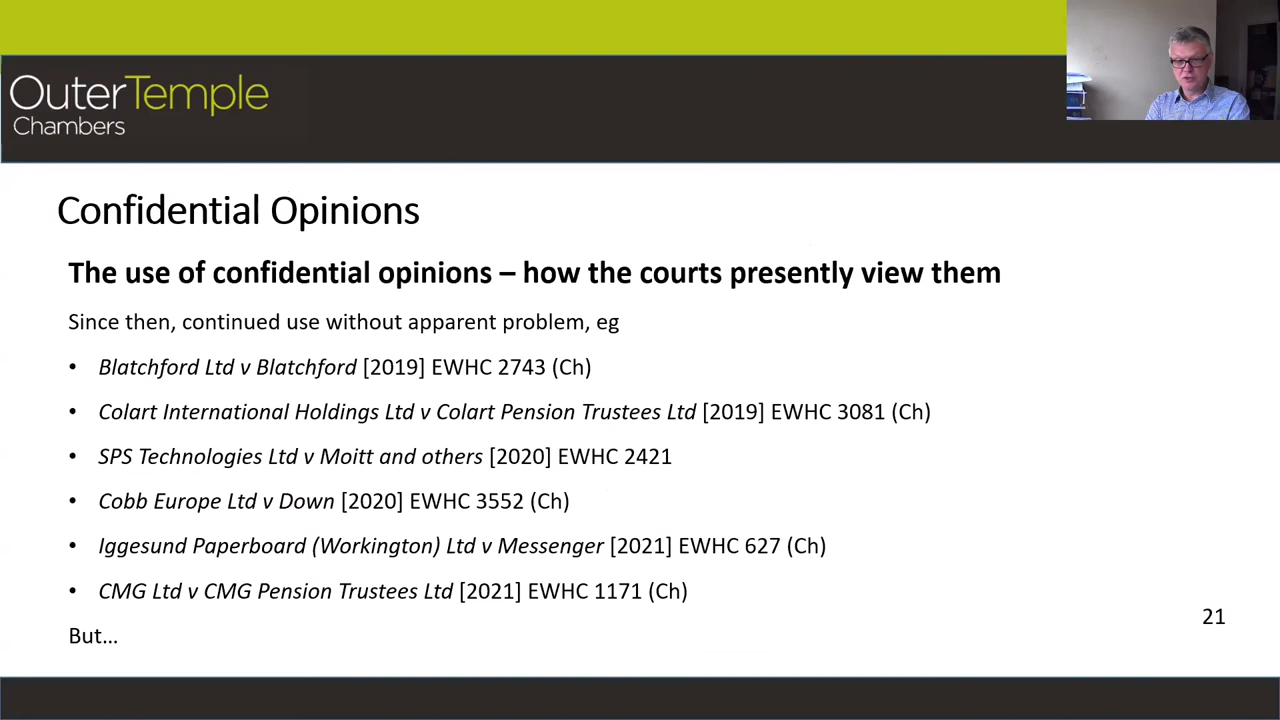 OuterTemple
Chambers
Confidential Opinions
The use of confidential opinions – how the courts presently view them
Since then, continued use without apparent problem, eg
• Blatchford Ltd v Blatchford [2019] EWHC 2743 (Ch)
• Colart International Holdings Ltd v Colart Pension Trustees Ltd [2019] EWHC 3081 (Ch)
• SPS Technologies Ltd v Moitt and others [2020] EWHC 2421
• Cobb Europe Ltd v Down [2020] EWHC 3552 (Ch)
• Iggesund Paperboard (Workington) Ltd v Messenger [2021] EWHC 627 (Ch)
• CMG Ltd v CMG Pension Trustees Ltd [2021] EWHC 1171 (Ch)
But...
21